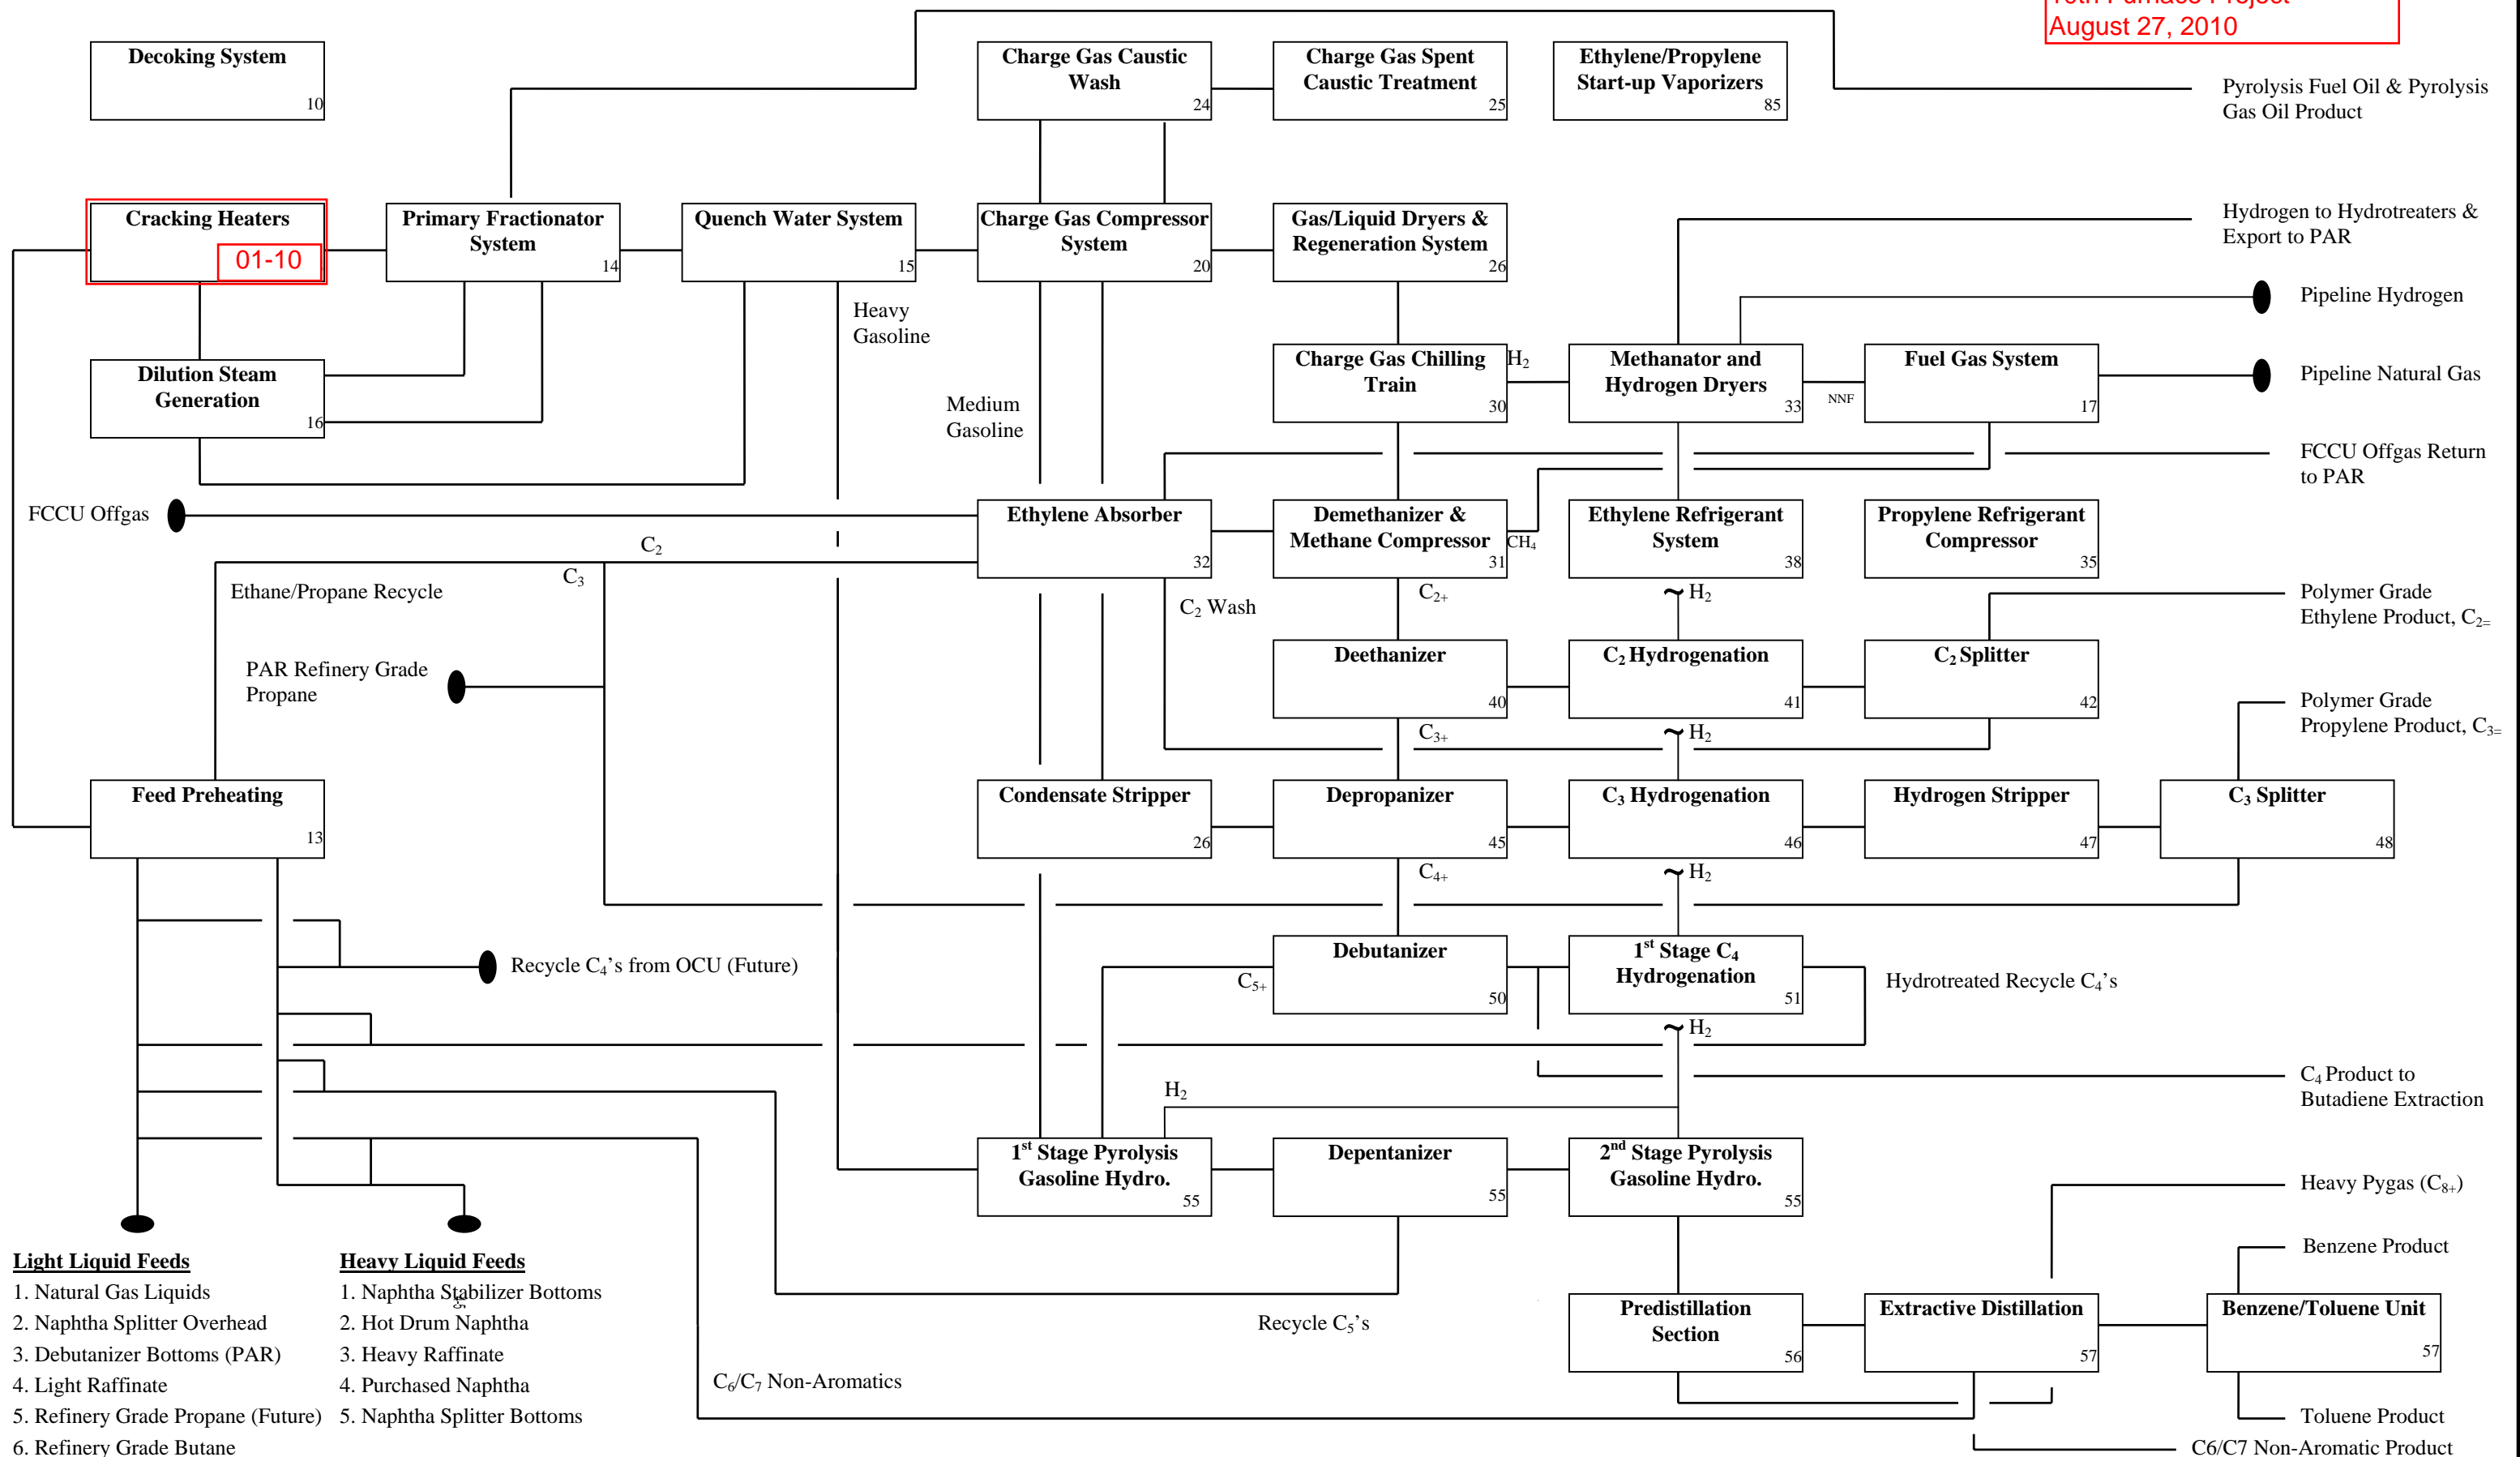 10th Furnace Project
August 27, 2010
Decoking System
10
Charge Gas Caustic
Wash
24
Charge Gas Spent
Caustic Treatment
25
Ethylene/Propylene
Start-up Vaporizers
85
Pyrolysis Fuel Oil & Pyrolysis
Gas Oil Product
Cracking Heaters
01-10
Primary Fractionator
System
14
Quench Water System
15
Charge Gas Compressor
System
20
Gas/Liquid Dryers &
Regeneration System
26
Hydrogen to Hydrotreaters &
Export to PAR
Pipeline Hydrogen
Heavy
Gasoline
Dilution Steam
Generation
16
Medium
Gasoline
Charge Gas Chilling
Train
30
H2
Methanator and
Hydrogen Dryers
33
NNF
Fuel Gas System
17
Pipeline Natural Gas
FCCU Offgas Return
to PAR
FCCU Offgas
Ethylene Absorber
32
Demethanizer &
Methane Compressor
31
CH4
Ethylene Refrigerant
System
38
Propylene Refrigerant
Compressor
35
C2
C3
Ethane/Propane Recycle
C2 Wash
C2+
~ H2
Polymer Grade
Ethylene Product, C2=
PAR Refinery Grade
Propane
Deethanizer
40
C2 Hydrogenation
41
C2 Splitter
42
Polymer Grade
Propylene Product, C3=
C3+
~ H2
Feed Preheating
13
Condensate Stripper
26
Depropanizer
45
C3 Hydrogenation
46
Hydrogen Stripper
47
C3 Splitter
48
C4+
~ H2
Recycle C4's from OCU (Future)
C5+
Debutanizer
50
1st Stage C4
Hydrogenation
51
Hydrotreated Recycle C4's
~ H2
C4 Product to
Butadiene Extraction
H2
1st Stage Pyrolysis
Gasoline Hydro.
55
Depentanizer
55
2nd Stage Pyrolysis
Gasoline Hydro.
55
Heavy Pygas (C8+)
Benzene Product
Light Liquid Feeds
1. Natural Gas Liquids
2. Naphtha Splitter Overhead
3. Debutanizer Bottoms (PAR)
4. Light Raffinate
5. Refinery Grade Propane (Future)
6. Refinery Grade Butane
Heavy Liquid Feeds
1. Naphtha Stabilizer Bottoms
2. Hot Drum Naphtha
3. Heavy Raffinate
4. Purchased Naphtha
5. Naphtha Splitter Bottoms
Recycle C5's
C6/C7 Non-Aromatics
Predistillation
Section
56
Extractive Distillation
57
Benzene/Toluene Unit
57
Toluene Product
C6/C7 Non-Aromatic Product